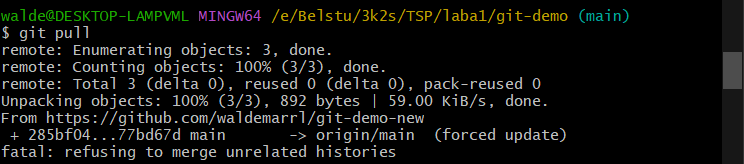 walde@DESKTOP-LAMPVML MINGW64 /e/Belstu/3k2s/TSP/laba1/git-demo (main)
$ git pull
remote: Enumerating objects: 3, done.
remote: Counting objects: 100% (3/3), done.
remote: Total 3 (delta 0), reused 0 (delta 0), pack-reused 0
Unpacking objects: 100% (3/3), 892 bytes | 59.00 KiB/s, done.
From https://github.com/waldemarrl/git-demo-new
 + 285bf04...77bd67d main       -> origin/main  (forced update)
fatal: refusing to merge unrelated histories